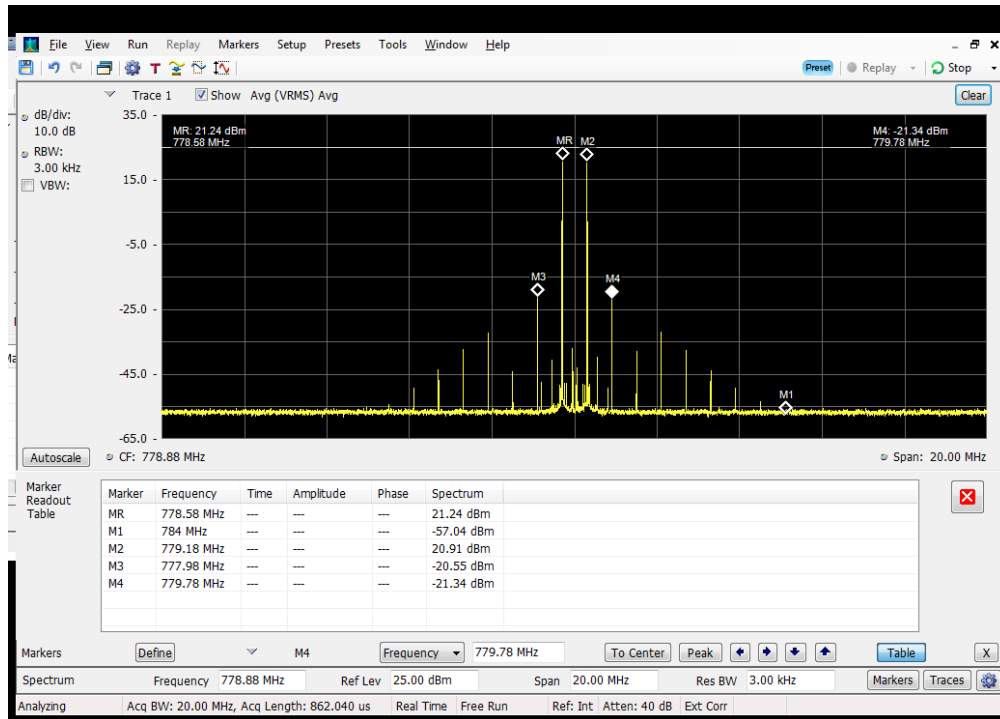 File View Run Replay Markers Setup Presets Tools Window Help
Preset Replay Stop
Trace 1 Show Avg (VRMS) Avg Clear
dB/div:
10.0 dB
RBW:
3.00 kHz
VBW:
35.0
15.0
-5.0
-25.0
-45.0
-65.0
MR: 21.24 dBm
778.58 MHz
M4: -21.34 dBm
779.78 MHz
MR M2
M3 M4
M1
Autoscale CF: 778.88 MHz Span: 20.00 MHz
Marker
Readout
Table
Marker Frequency Time Amplitude Phase Spectrum
MR 778.58 MHz --- --- --- 21.24 dBm
M1 784 MHz --- --- --- -57.04 dBm
M2 779.18 MHz --- --- --- 20.91 dBm
M3 777.98 MHz --- --- --- -20.55 dBm
M4 779.78 MHz --- --- --- -21.34 dBm
Markers Define M4 Frequency 779.78 MHz To Center Peak Table X
Spectrum Frequency 778.88 MHz Ref Lev 25.00 dBm Span 20.00 MHz Res BW 3.00 kHz Markers Traces
Analyzing Acq BW: 20.00 MHz, Acq Length: 862.040 us Real Time Free Run Ref: Int Atten: 40 dB Ext Corr